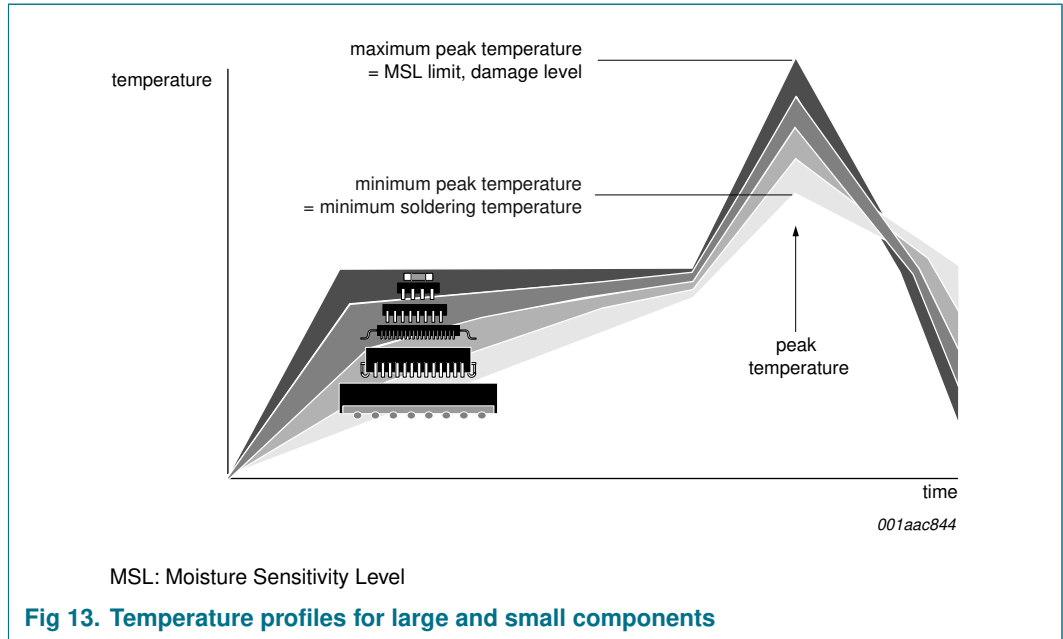 maximum peak temperature
= MSL limit, damage level
temperature
minimum peak temperature
= minimum soldering temperature
peak
temperature
time
001aac844
MSL: Moisture Sensitivity Level
Fig 13. Temperature profiles for large and small components